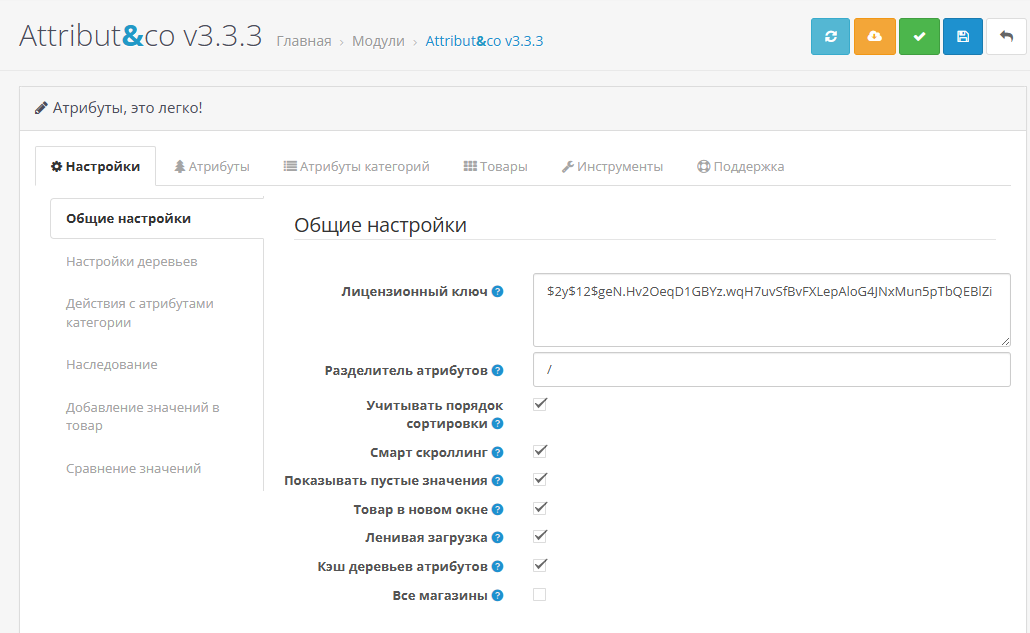 Attribut&co v3.3.3
Главная › Модули › Attribut&co v3.3.3
Атрибуты, это легко!
Настройки
Атрибуты
Атрибуты категорий
Товары
Инструменты
Поддержка
Общие настройки
Настройки деревьев
Действия с атрибутами
категории
Наследование
Добавление значений в
товар
Сравнение значений
Общие настройки
Лицензионный ключ
$2y$12$geN.Hv2OeqD1GBYz.wqH7uvSfBvFXLepAloG4JNxMun5pTbQEBlZi
Разделитель атрибутов
/
Учитывать порядок
сортировки
Смарт скроллинг
Показывать пустые значения
Товар в новом окне
Ленивая загрузка
Кэш деревьев атрибутов
Все магазины